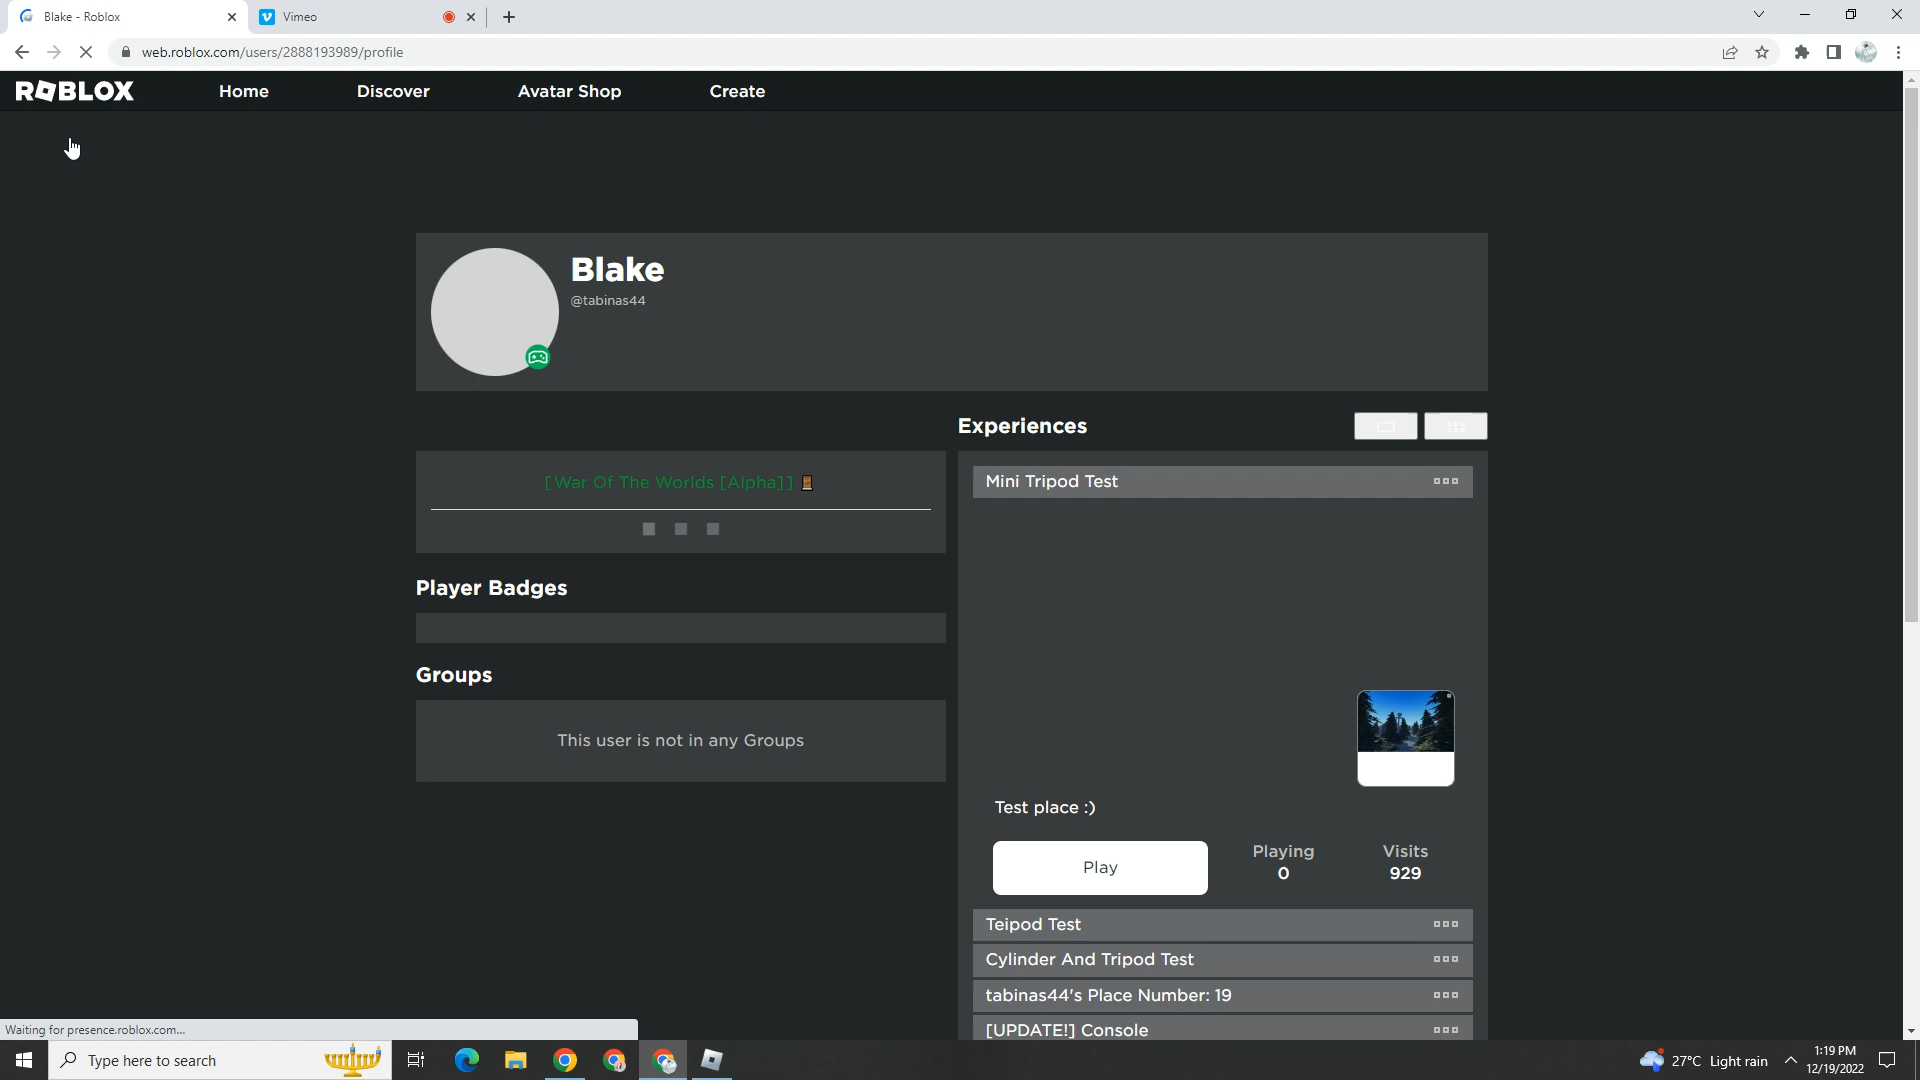 Blake - Roblox
Vimeo
web.roblox.com/users/2888193989/profile
ROBLOX
Home
Discover
Avatar Shop
Create
Blake
@tabinas44
[War Of The Worlds [Alpha]]🚪
Player Badges
Groups
This user is not in any Groups
Experiences
Mini Tripod Test
Test place :)
Play
Playing
0
Visits
929
Teipod Test
Cylinder And Tripod Test
tabinas44's Place Number: 19
[UPDATE!] Console
Waiting for presence.roblox.com...
Type here to search
27°C Light rain
1:19 PM
12/19/2022